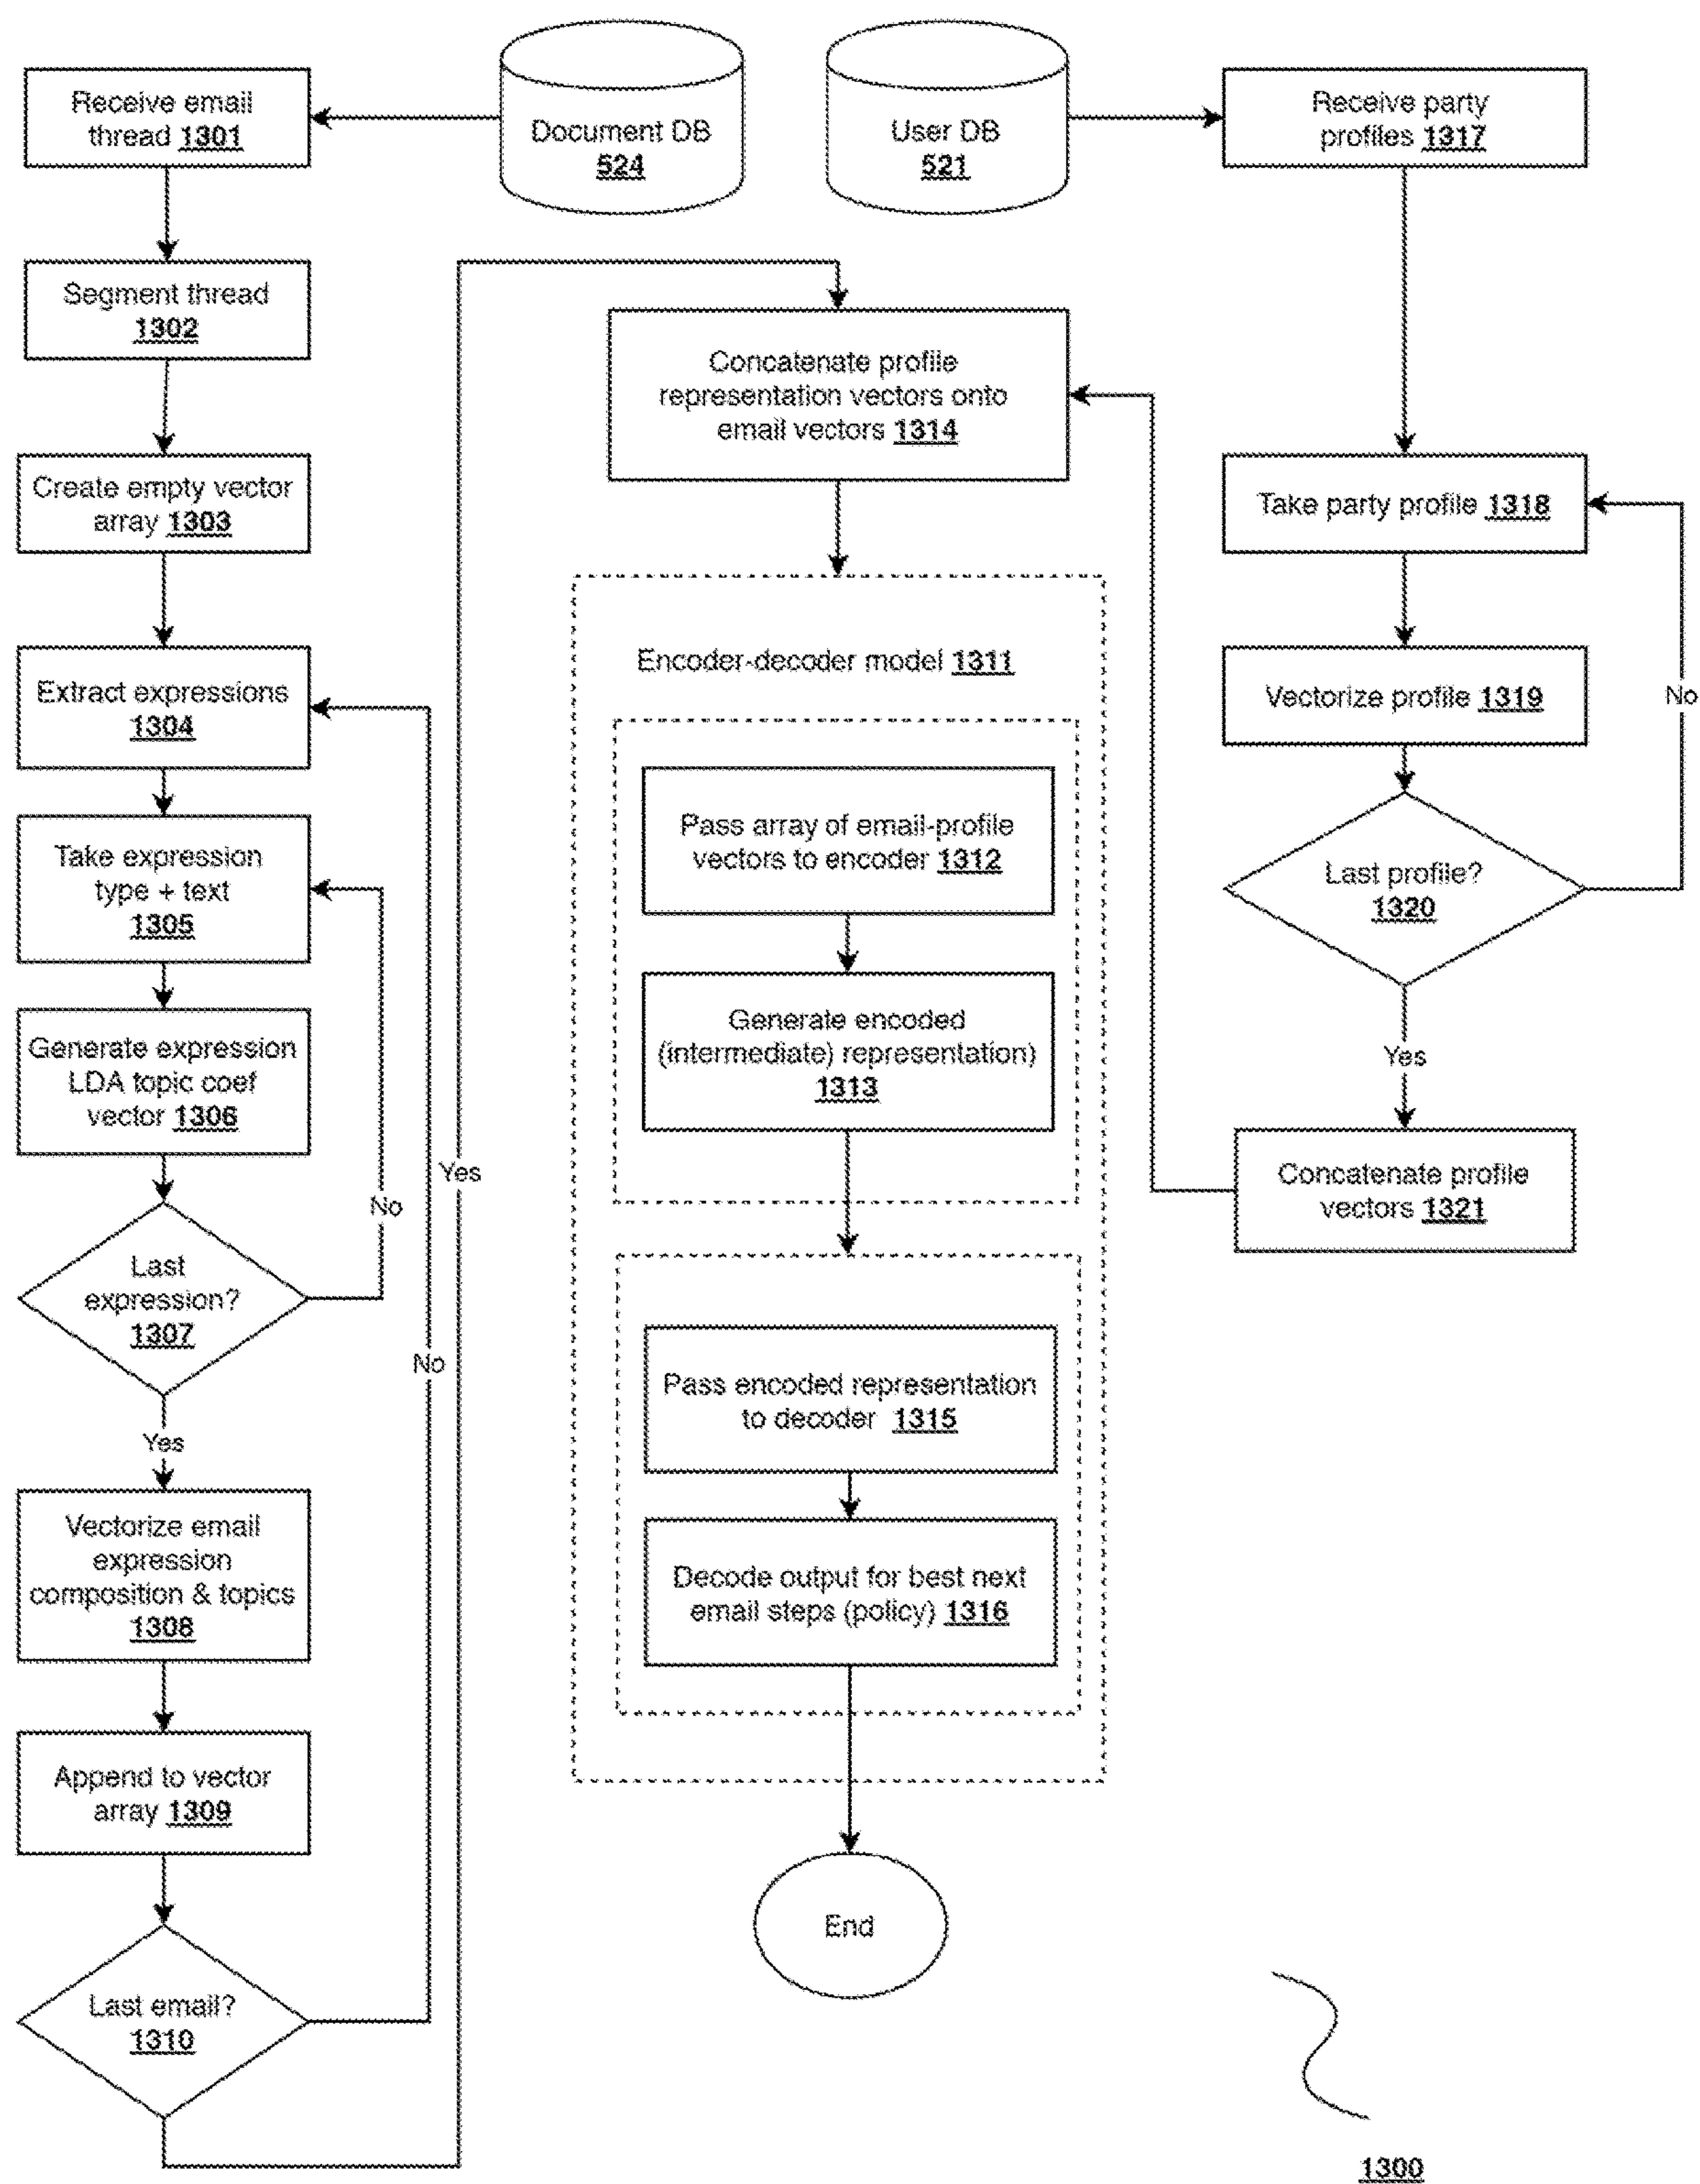 Receive email
thread 1301
Document DB
524
User DB
521
Receive party
profiles 1317
Segment thread
1302
Concatenate profile
representation vectors onto
email vectors 1314
Create empty vector
array 1303
Take party profile 1318
Extract expressions
1304
Encoder-decoder model 1311
Vectorize profile 1319
No
Take expression
type + text
1305
Pass array of email-profile
vectors to encoder 1312
Last profile?
1320
Generate expression
LDA topic coef
vector 1306
Generate encoded
(intermediate) representation)
1313
Yes
Yes
No
Concatenate profile
vectors 1321
Last
expression?
1307
No
Pass encoded representation
to decoder 1315
Yes
Vectorize email
expression
composition & topics
1308
Decode output for best next
email steps (policy) 1316
Append to vector
array 1309
End
Last email?
1310
1300